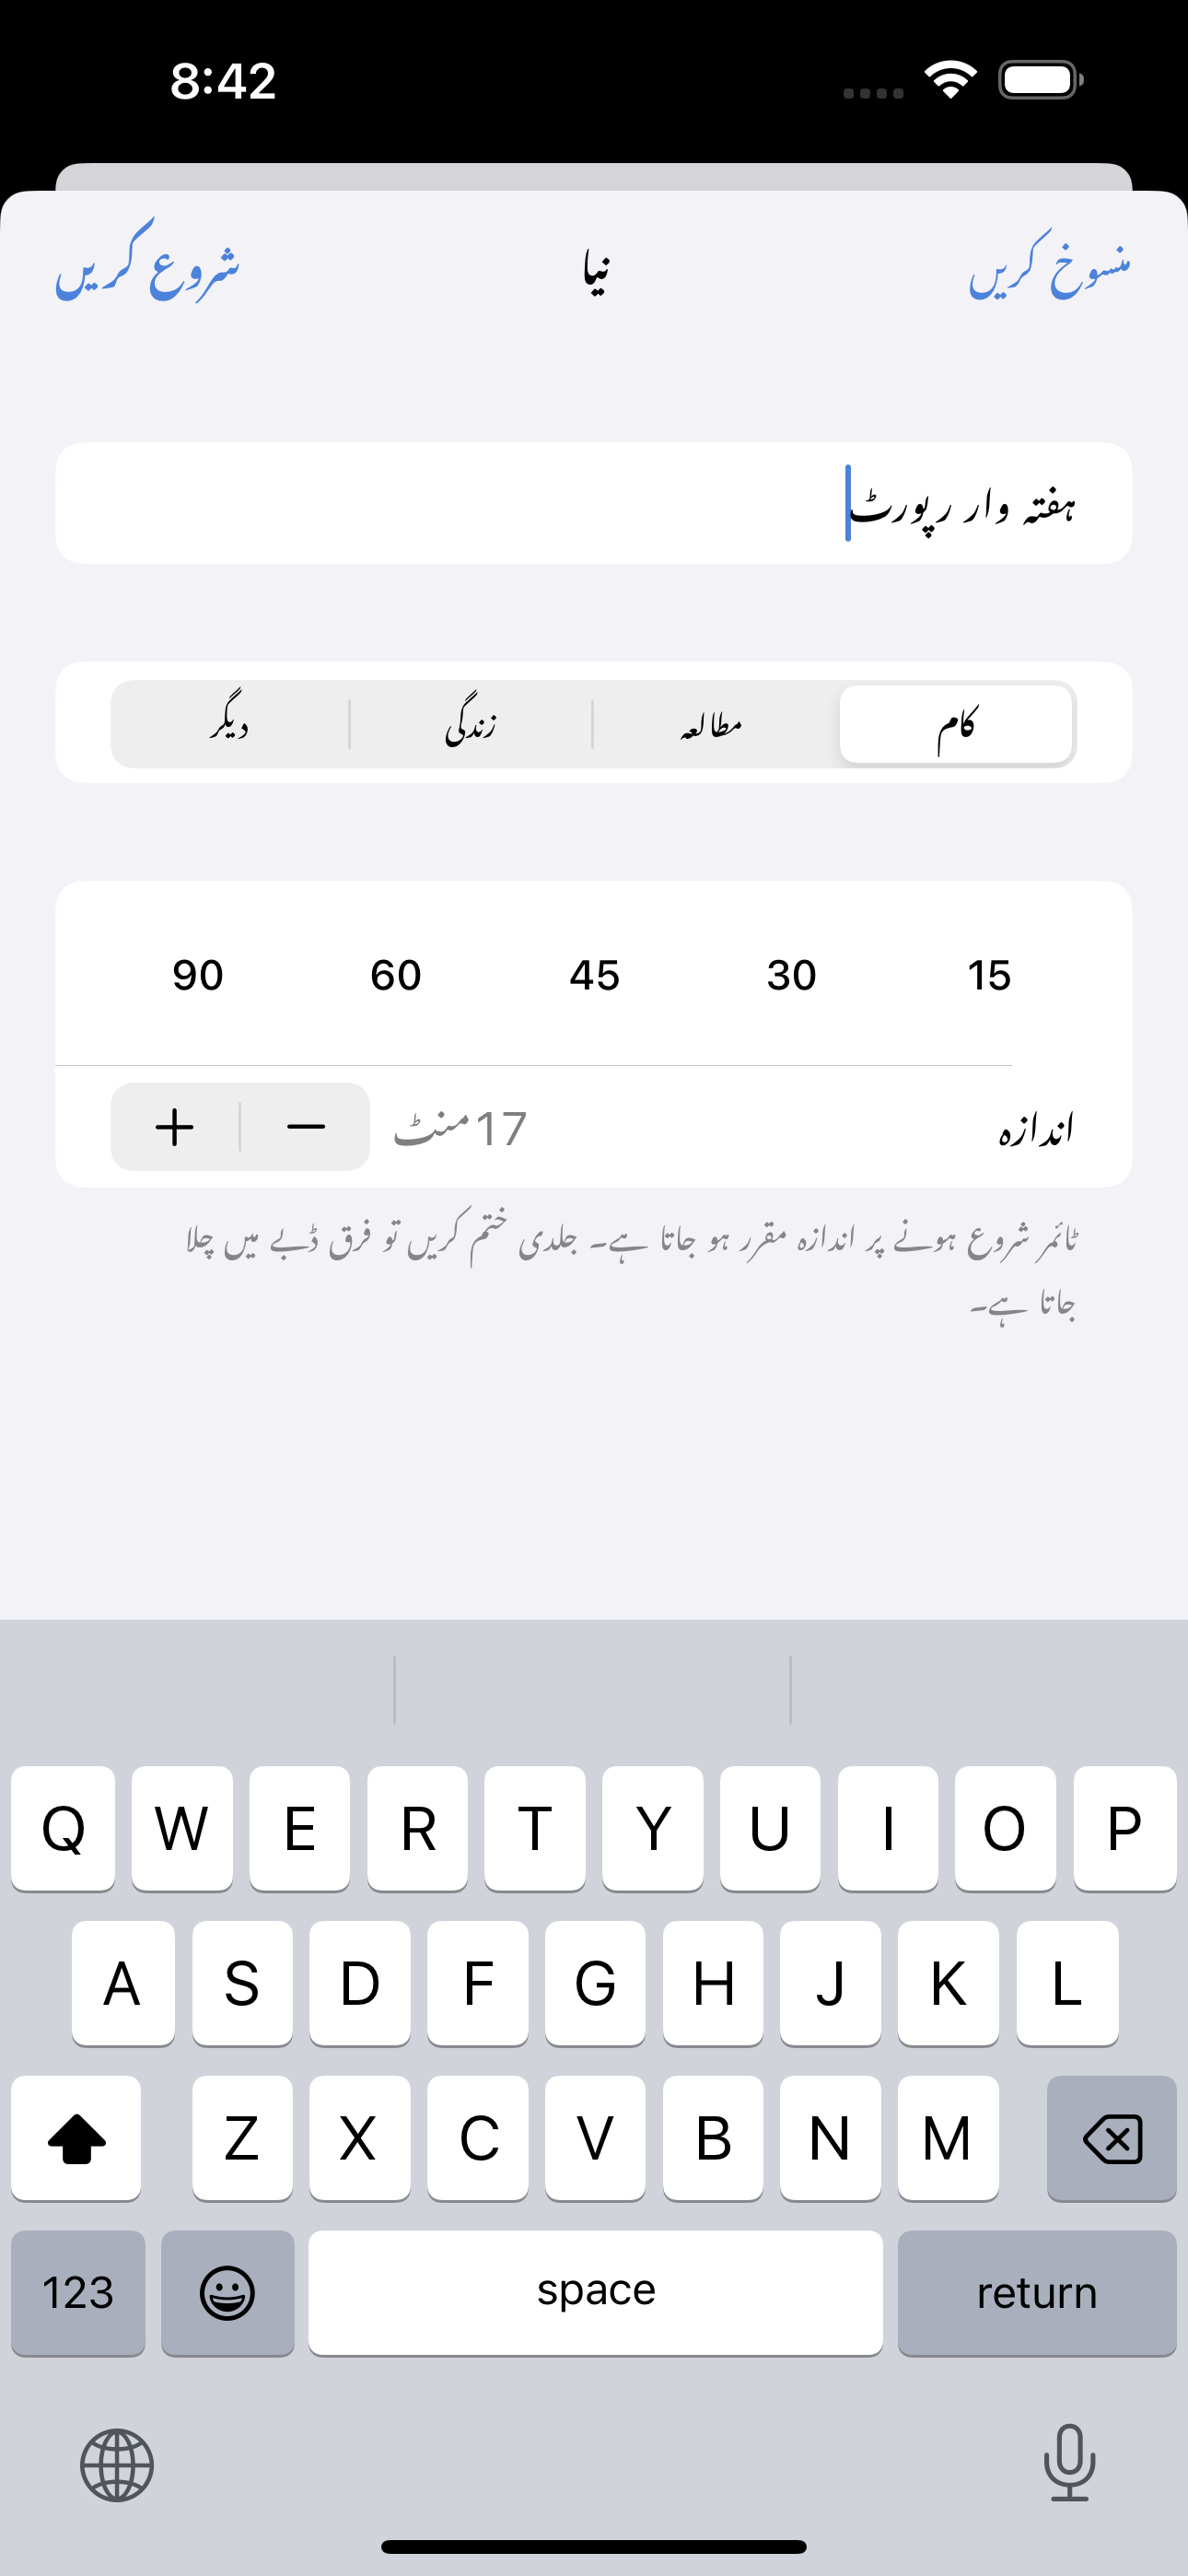 8:42
منسوخ کریں
نیا
شروع کریں
ہفتہ وار رپورٹ
کام
مطالعہ
زندگی
دیگر
15 30 45 60 90
اندازہ
17 منٹ
ٹائمر شروع ہونے پر اندازہ مقرر ہو جاتا ہے۔ جلدی ختم کریں تو فرق ڈبے میں چلا
جاتا ہے۔
Q W E R T Y U I O P
A S D F G H J K L
Z X C V B N M
123 space return